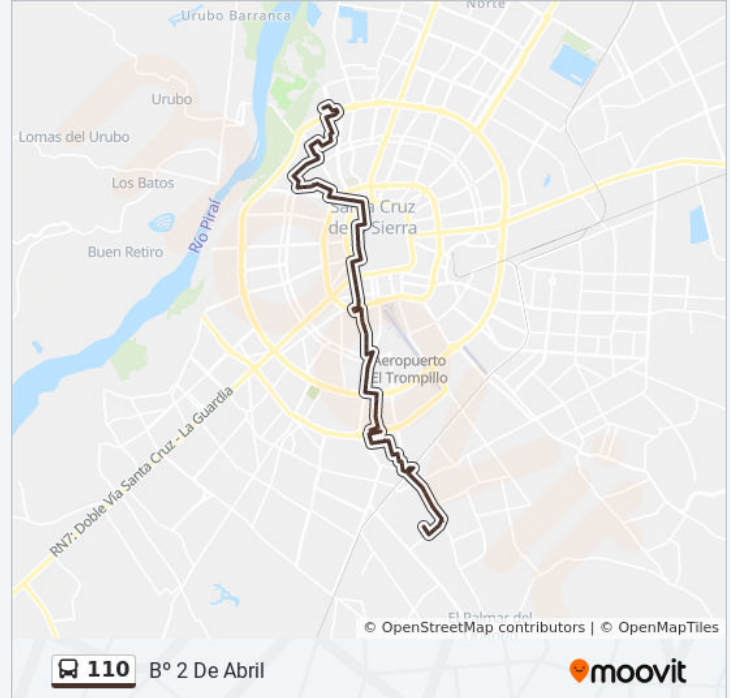 Norte
Urubo Barranca
Urubo
Lomas del Urubo
Los Batos
Río Piraí
Santa Cruz
de la Sierra
Buen Retiro
Aeropuerto
El Trompillo
RN7: Doble Vía Santa Cruz - La Guardia
El Palmar del
© OpenStreetMap contributors | © OpenMapTiles
110 Bº 2 De Abril
moovit